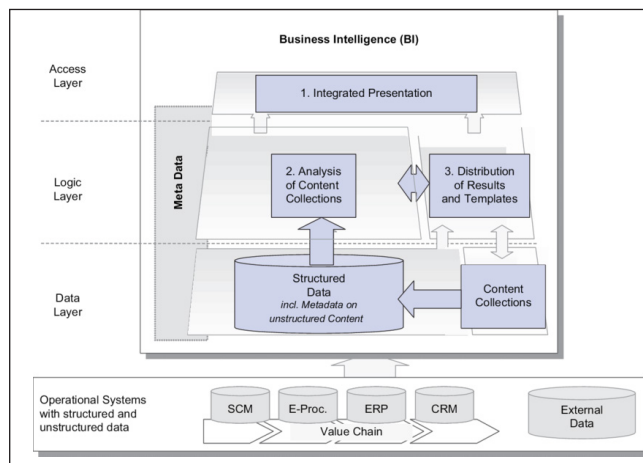 Business Intelligence (BI)
Access
Layer
1. Integrated Presentation
Meta Data
Logic
Layer
2. Analysis
of Content
Collections
3. Distribution
of Results
and Templates
Data
Layer
Structured
Data
incl. Metadata on
unstructured Content
Content
Collections
Operational Systems
with structured and
unstructured data
SCM
E-Proc.
ERP
CRM
Value Chain
External
Data